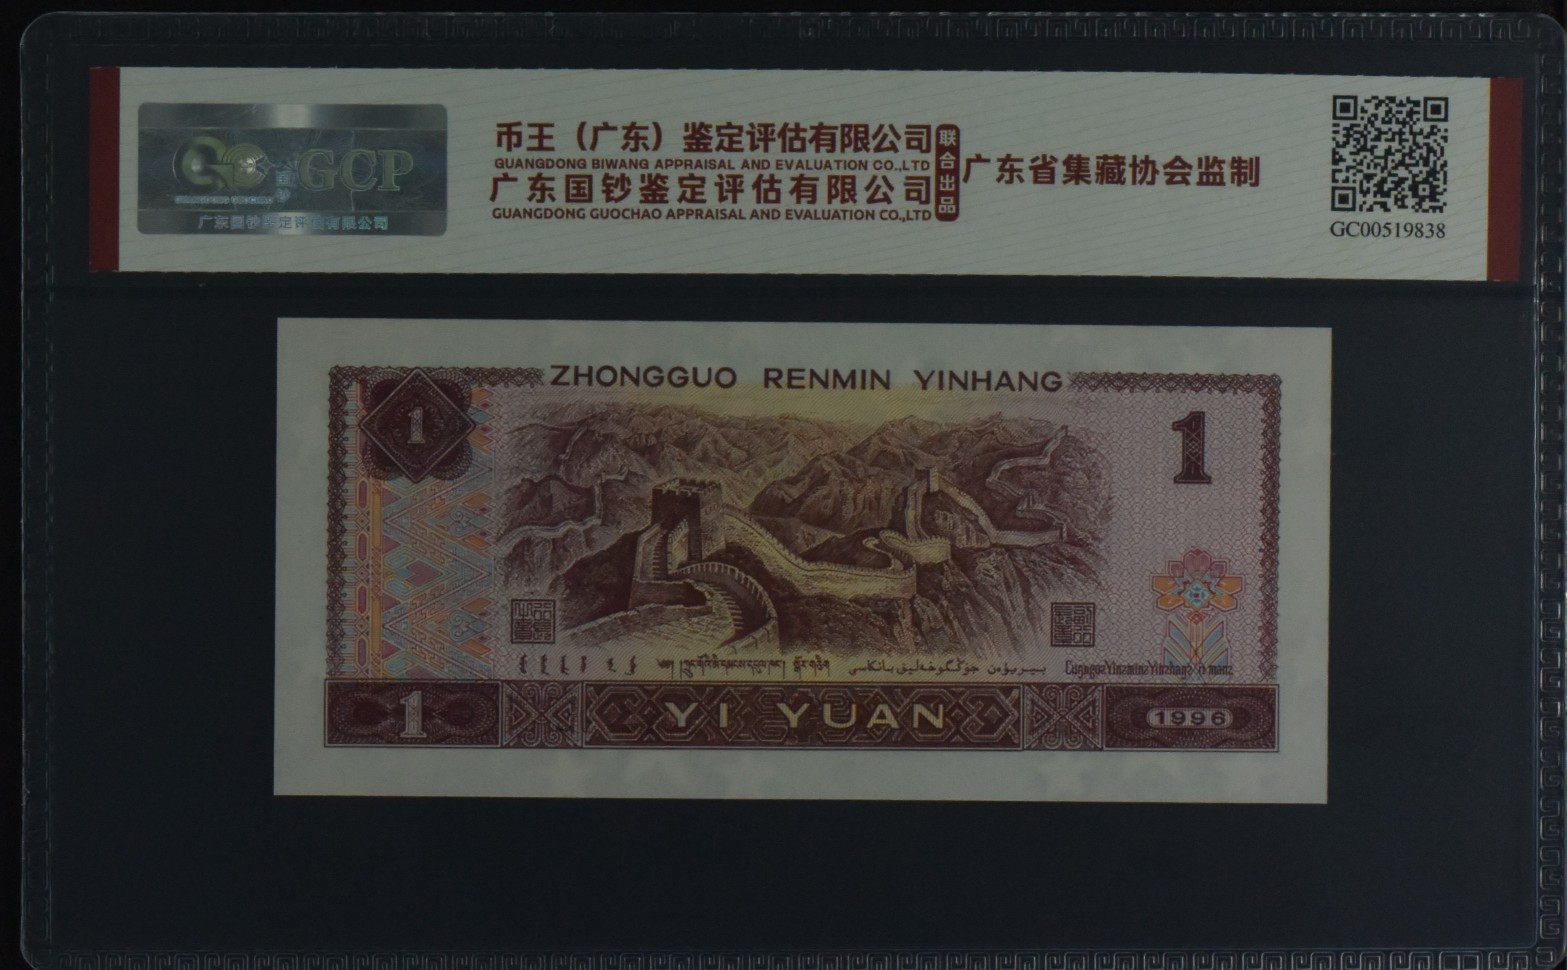 GCP
国钞
广东国钞鉴定评估有限公司
币王（广东）鉴定评估有限公司
GUANGDONG BIWANG APPRAISAL AND EVALUATION CO.,LTD
广东国钞鉴定评估有限公司
GUANGDONG GUOCHAO APPRAISAL AND EVALUATION CO.,LTD
联合出品
广东省集藏协会监制
GC00519838
ZHONGGUO RENMIN YINHANG
1
1
1
YI YUAN
1996